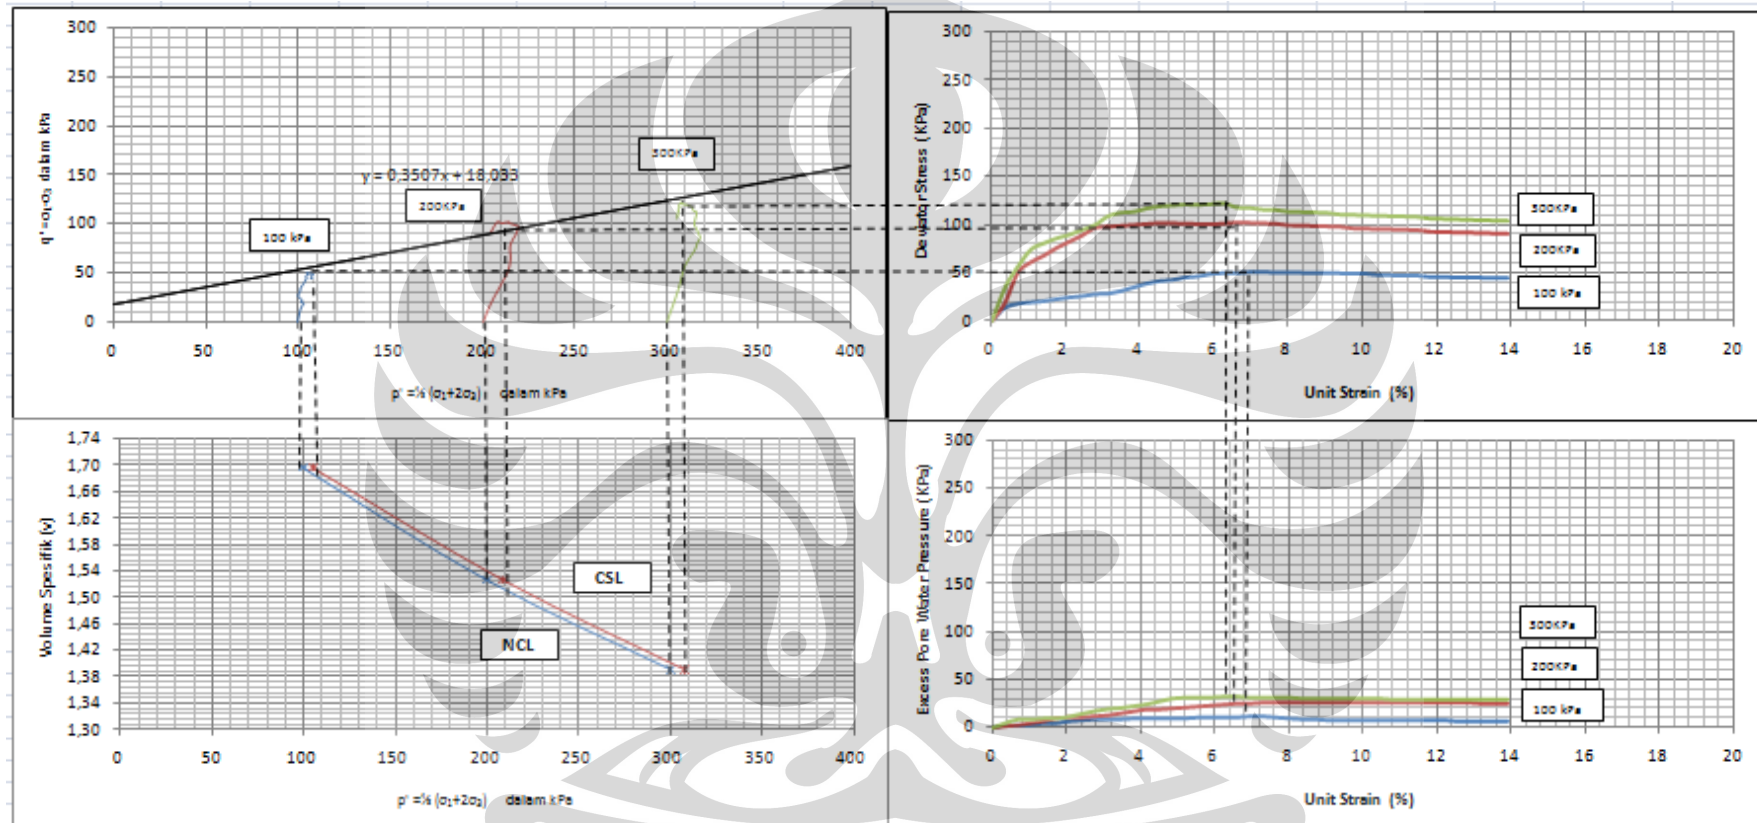 300
250
200
150
100
50
0
q'=σ₁-σ₃ dalam kPa
y = 0,3507x + 18,033
100 kPa
200KPa
300KPa
0 50 100 150 200 250 300 350 400
p' =⅓ (σ₁+2σ₃) dalam kPa
300
250
200
150
100
50
0
Deviator Stress (KPa)
300KPa
200KPa
100 kPa
0 2 4 6 8 10 12 14 16 18 20
Unit Strain (%)
1,74
1,70
1,66
1,62
1,58
1,54
1,50
1,46
1,42
1,38
1,34
1,30
Volume Spesifik (v)
CSL
NCL
0 50 100 150 200 250 300 350 400
p' =⅓ (σ₁+2σ₃) dalam kPa
300
250
200
150
100
50
0
Excess Pore Water Pressure (KPa)
300KPa
200KPa
100 kPa
0 2 4 6 8 10 12 14 16 18 20
Unit Strain (%)